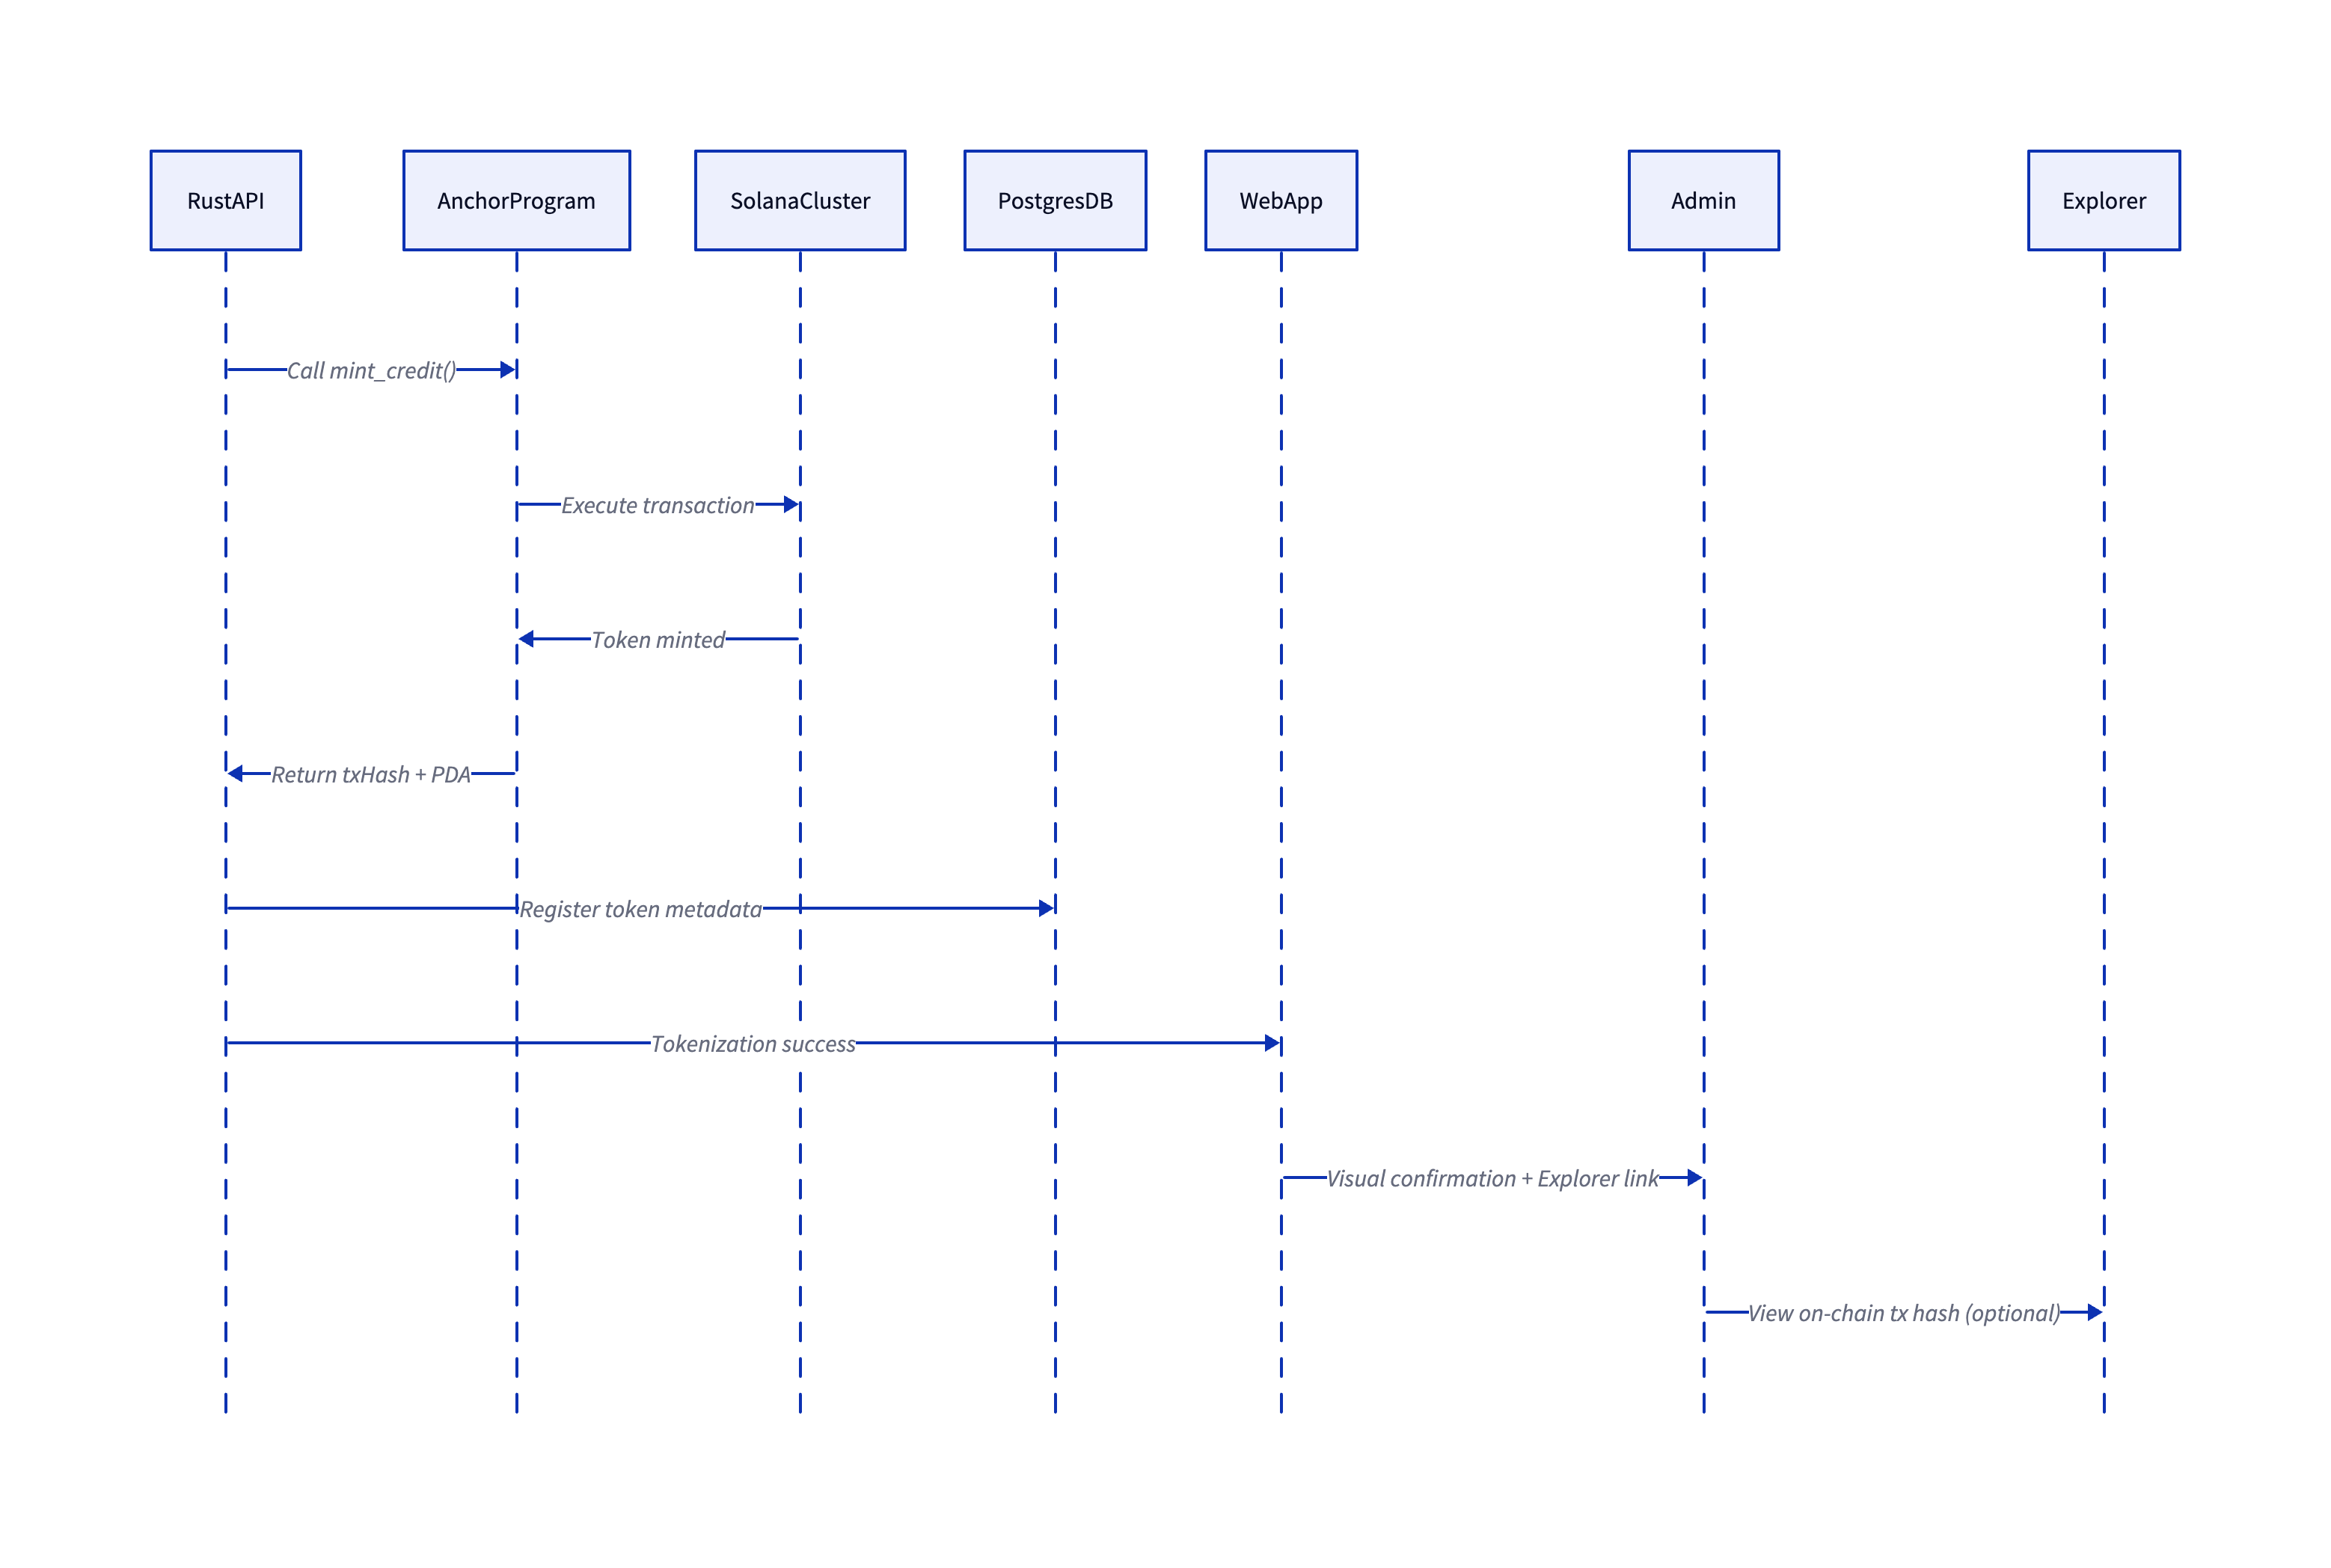 RustAPI
AnchorProgram
SolanaCluster
PostgresDB
WebApp
Admin
Explorer
Call mint_credit()
Execute transaction
Token minted
Return txHash + PDA
Register token metadata
Tokenization success
Visual confirmation + Explorer link
View on-chain tx hash (optional)